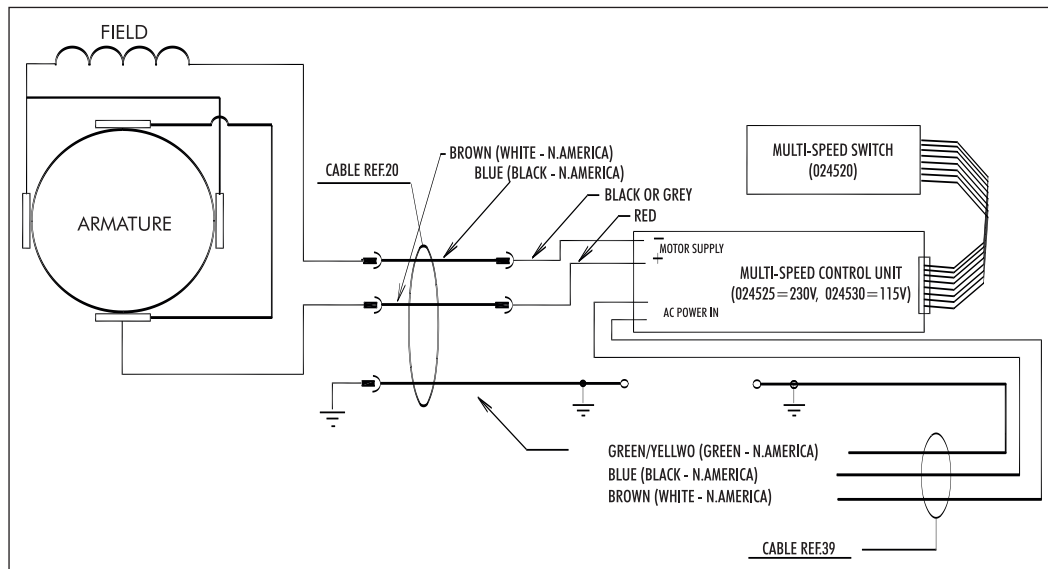 FIELD
ARMATURE
CABLE REF.20
BROWN (WHITE - N.AMERICA)
BLUE (BLACK - N.AMERICA)
BLACK OR GREY
RED
MULTI-SPEED SWITCH
(024520)
MOTOR SUPPLY
MULTI-SPEED CONTROL UNIT
(024525=230V, 024530=115V)
AC POWER IN
GREEN/YELLWO (GREEN - N.AMERICA)
BLUE (BLACK - N.AMERICA)
BROWN (WHITE - N.AMERICA)
CABLE REF.39